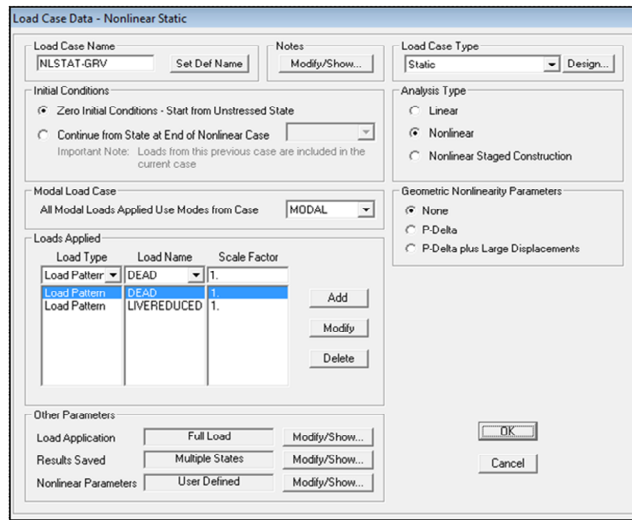 Load Case Data - Nonlinear Static
Load Case Name
NLSTAT-GRV
Set Def Name
Notes
Modify/Show...
Load Case Type
Static
Design...
Initial Conditions
Zero Initial Conditions - Start from Unstressed State
Continue from State at End of Nonlinear Case
Important Note: Loads from this previous case are included in the
current case
Analysis Type
Linear
Nonlinear
Nonlinear Staged Construction
Modal Load Case
All Modal Loads Applied Use Modes from Case MODAL
Geometric Nonlinearity Parameters
None
P-Delta
P-Delta plus Large Displacements
Loads Applied
Load Type Load Name Scale Factor
Load Pattern DEAD 1.
Load Pattern DEAD 1.
Load Pattern LIVEREDUCED 1.
Add
Modify
Delete
Other Parameters
Load Application Full Load Modify/Show...
Results Saved Multiple States Modify/Show...
Nonlinear Parameters User Defined Modify/Show...
OK
Cancel